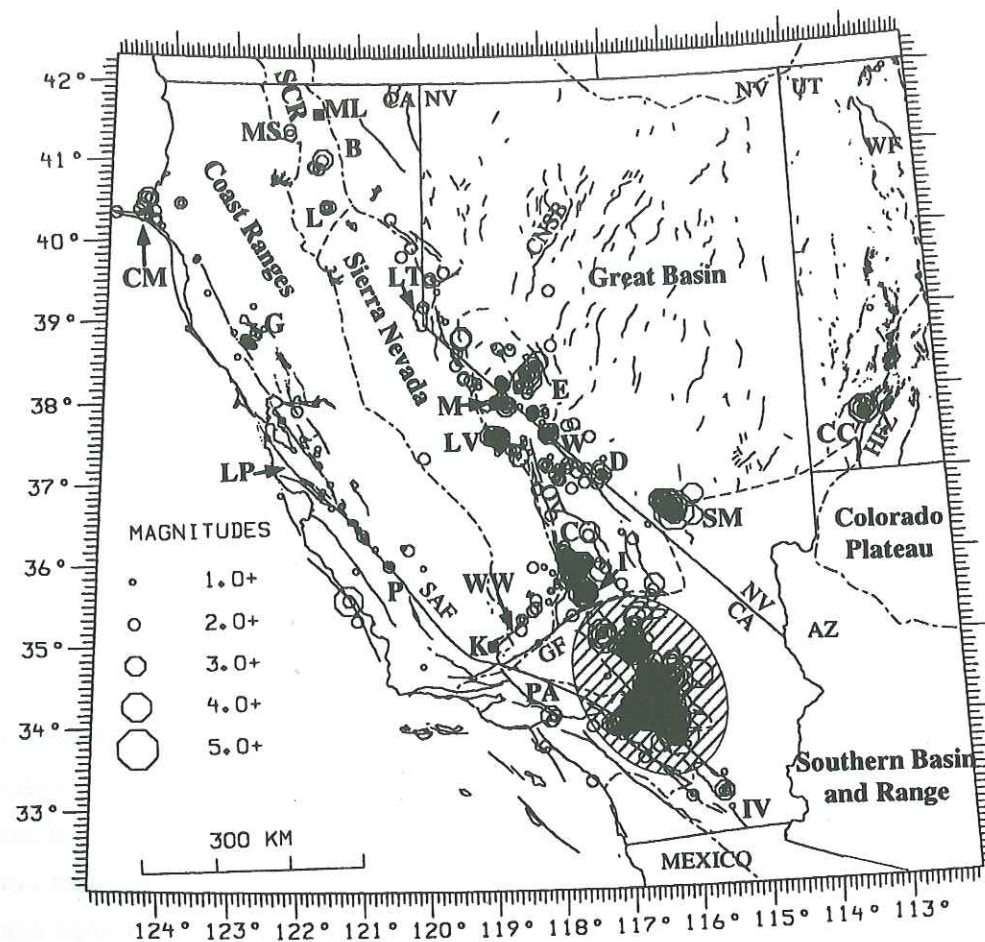 42°
41°
40°
39°
38°
37°
36°
35°
34°
33°
SCR
ML
CA NV
NV UT
MS
B
WF
Coast Ranges
L
CNSB
CM
LT
Great Basin
Sierra Nevada
G
M
E
LV
W
CC
HFZ
LP
D
OV
SM
MAGNITUDES
1.0+
2.0+
3.0+
4.0+
5.0+
C
I
Colorado
Plateau
P
SAF
WW
NV
CA
AZ
K
GF
PA
Southern Basin
and Range
IV
300 KM
MEXICO
124° 123° 122° 121° 120° 119° 118° 117° 116° 115° 114° 113°